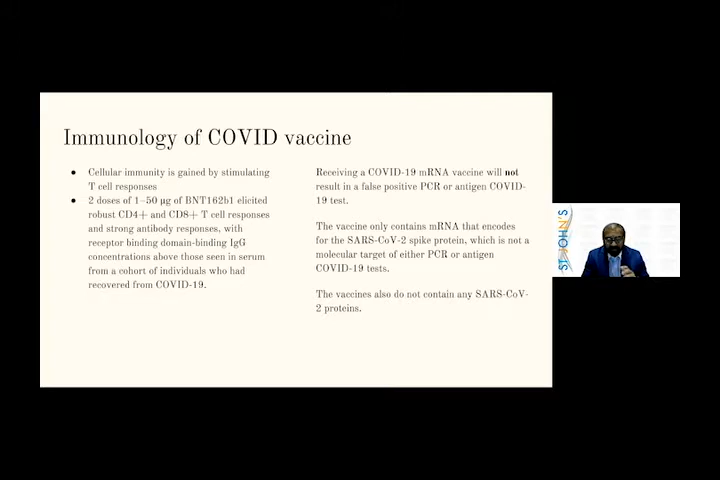 Immunology of COVID vaccine
● Cellular immunity is gained by stimulating
T cell responses
● 2 doses of 1–50 μg of BNT162b1 elicited
robust CD4+ and CD8+ T cell responses
and strong antibody responses, with
receptor binding domain-binding IgG
concentrations above those seen in serum
from a cohort of individuals who had
recovered from COVID-19.
Receiving a COVID-19 mRNA vaccine will not
result in a false positive PCR or antigen COVID-
19 test.
The vaccine only contains mRNA that encodes
for the SARS-CoV-2 spike protein, which is not a
molecular target of either PCR or antigen
COVID-19 tests.
The vaccines also do not contain any SARS-CoV-
2 proteins.
ST JOHN'S